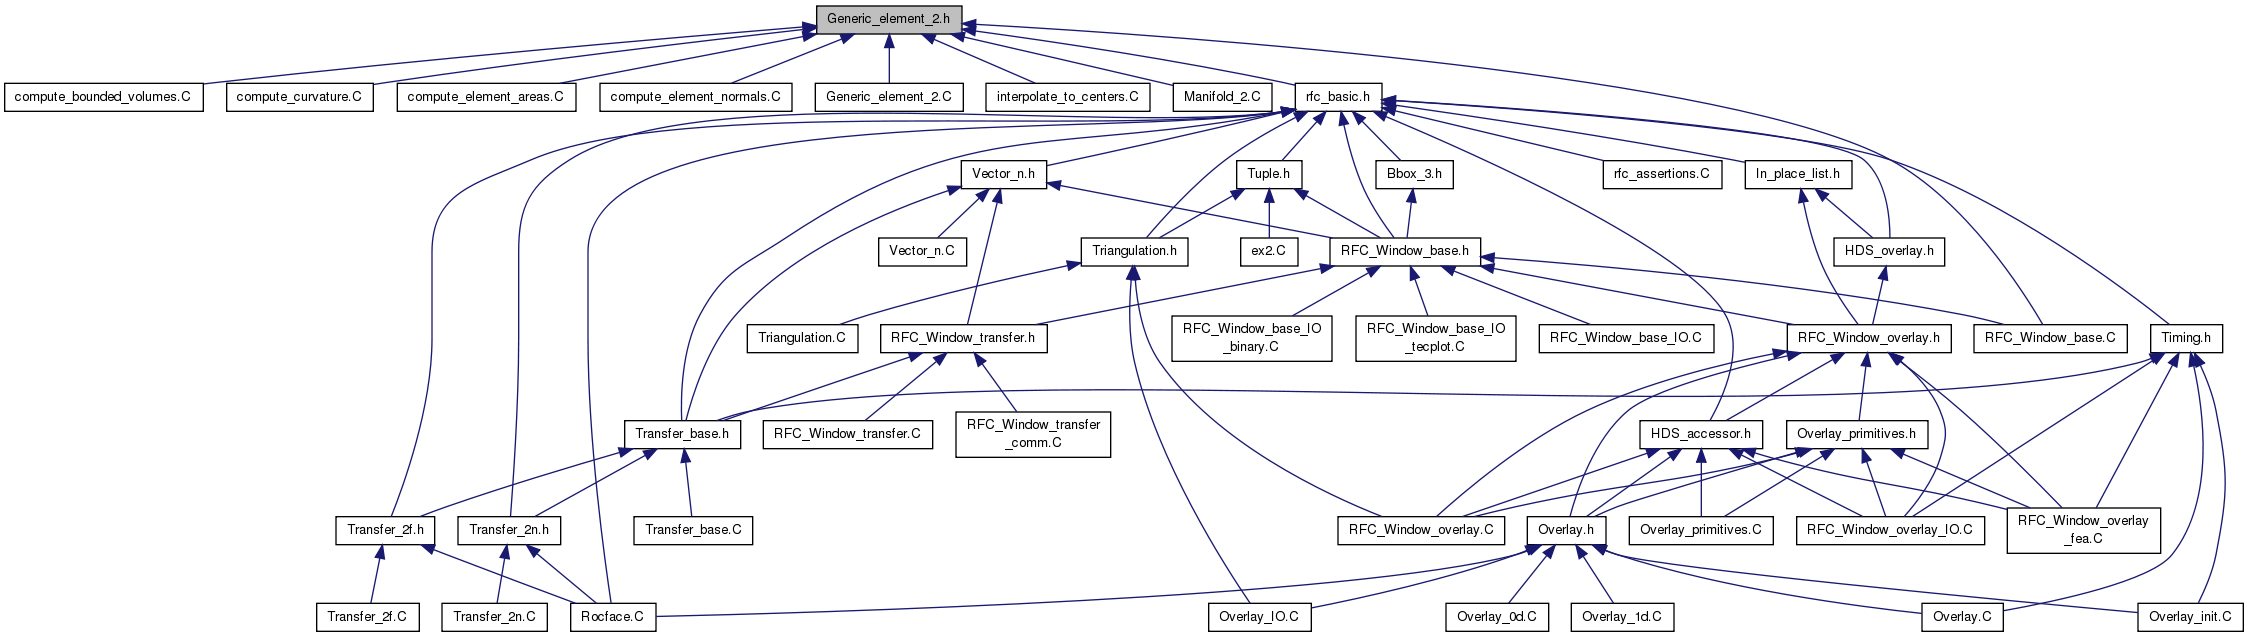 Generic_element_2.h
compute_bounded_volumes.C
compute_curvature.C
compute_element_areas.C
compute_element_normals.C
Generic_element_2.C
interpolate_to_centers.C
Manifold_2.C
rfc_basic.h
Vector_n.h
Tuple.h
Bbox_3.h
rfc_assertions.C
In_place_list.h
Vector_n.C
Triangulation.h
ex2.C
RFC_Window_base.h
HDS_overlay.h
Triangulation.C
RFC_Window_transfer.h
RFC_Window_base_IO
_binary.C
RFC_Window_base_IO
_tecplot.C
RFC_Window_base_IO.C
RFC_Window_overlay.h
RFC_Window_base.C
Timing.h
Transfer_base.h
RFC_Window_transfer.C
RFC_Window_transfer
_comm.C
HDS_accessor.h
Overlay_primitives.h
Transfer_2f.h
Transfer_2n.h
Transfer_base.C
RFC_Window_overlay.C
Overlay.h
Overlay_primitives.C
RFC_Window_overlay_IO.C
RFC_Window_overlay
_fea.C
Transfer_2f.C
Transfer_2n.C
Rocface.C
Overlay_IO.C
Overlay_0d.C
Overlay_1d.C
Overlay.C
Overlay_init.C